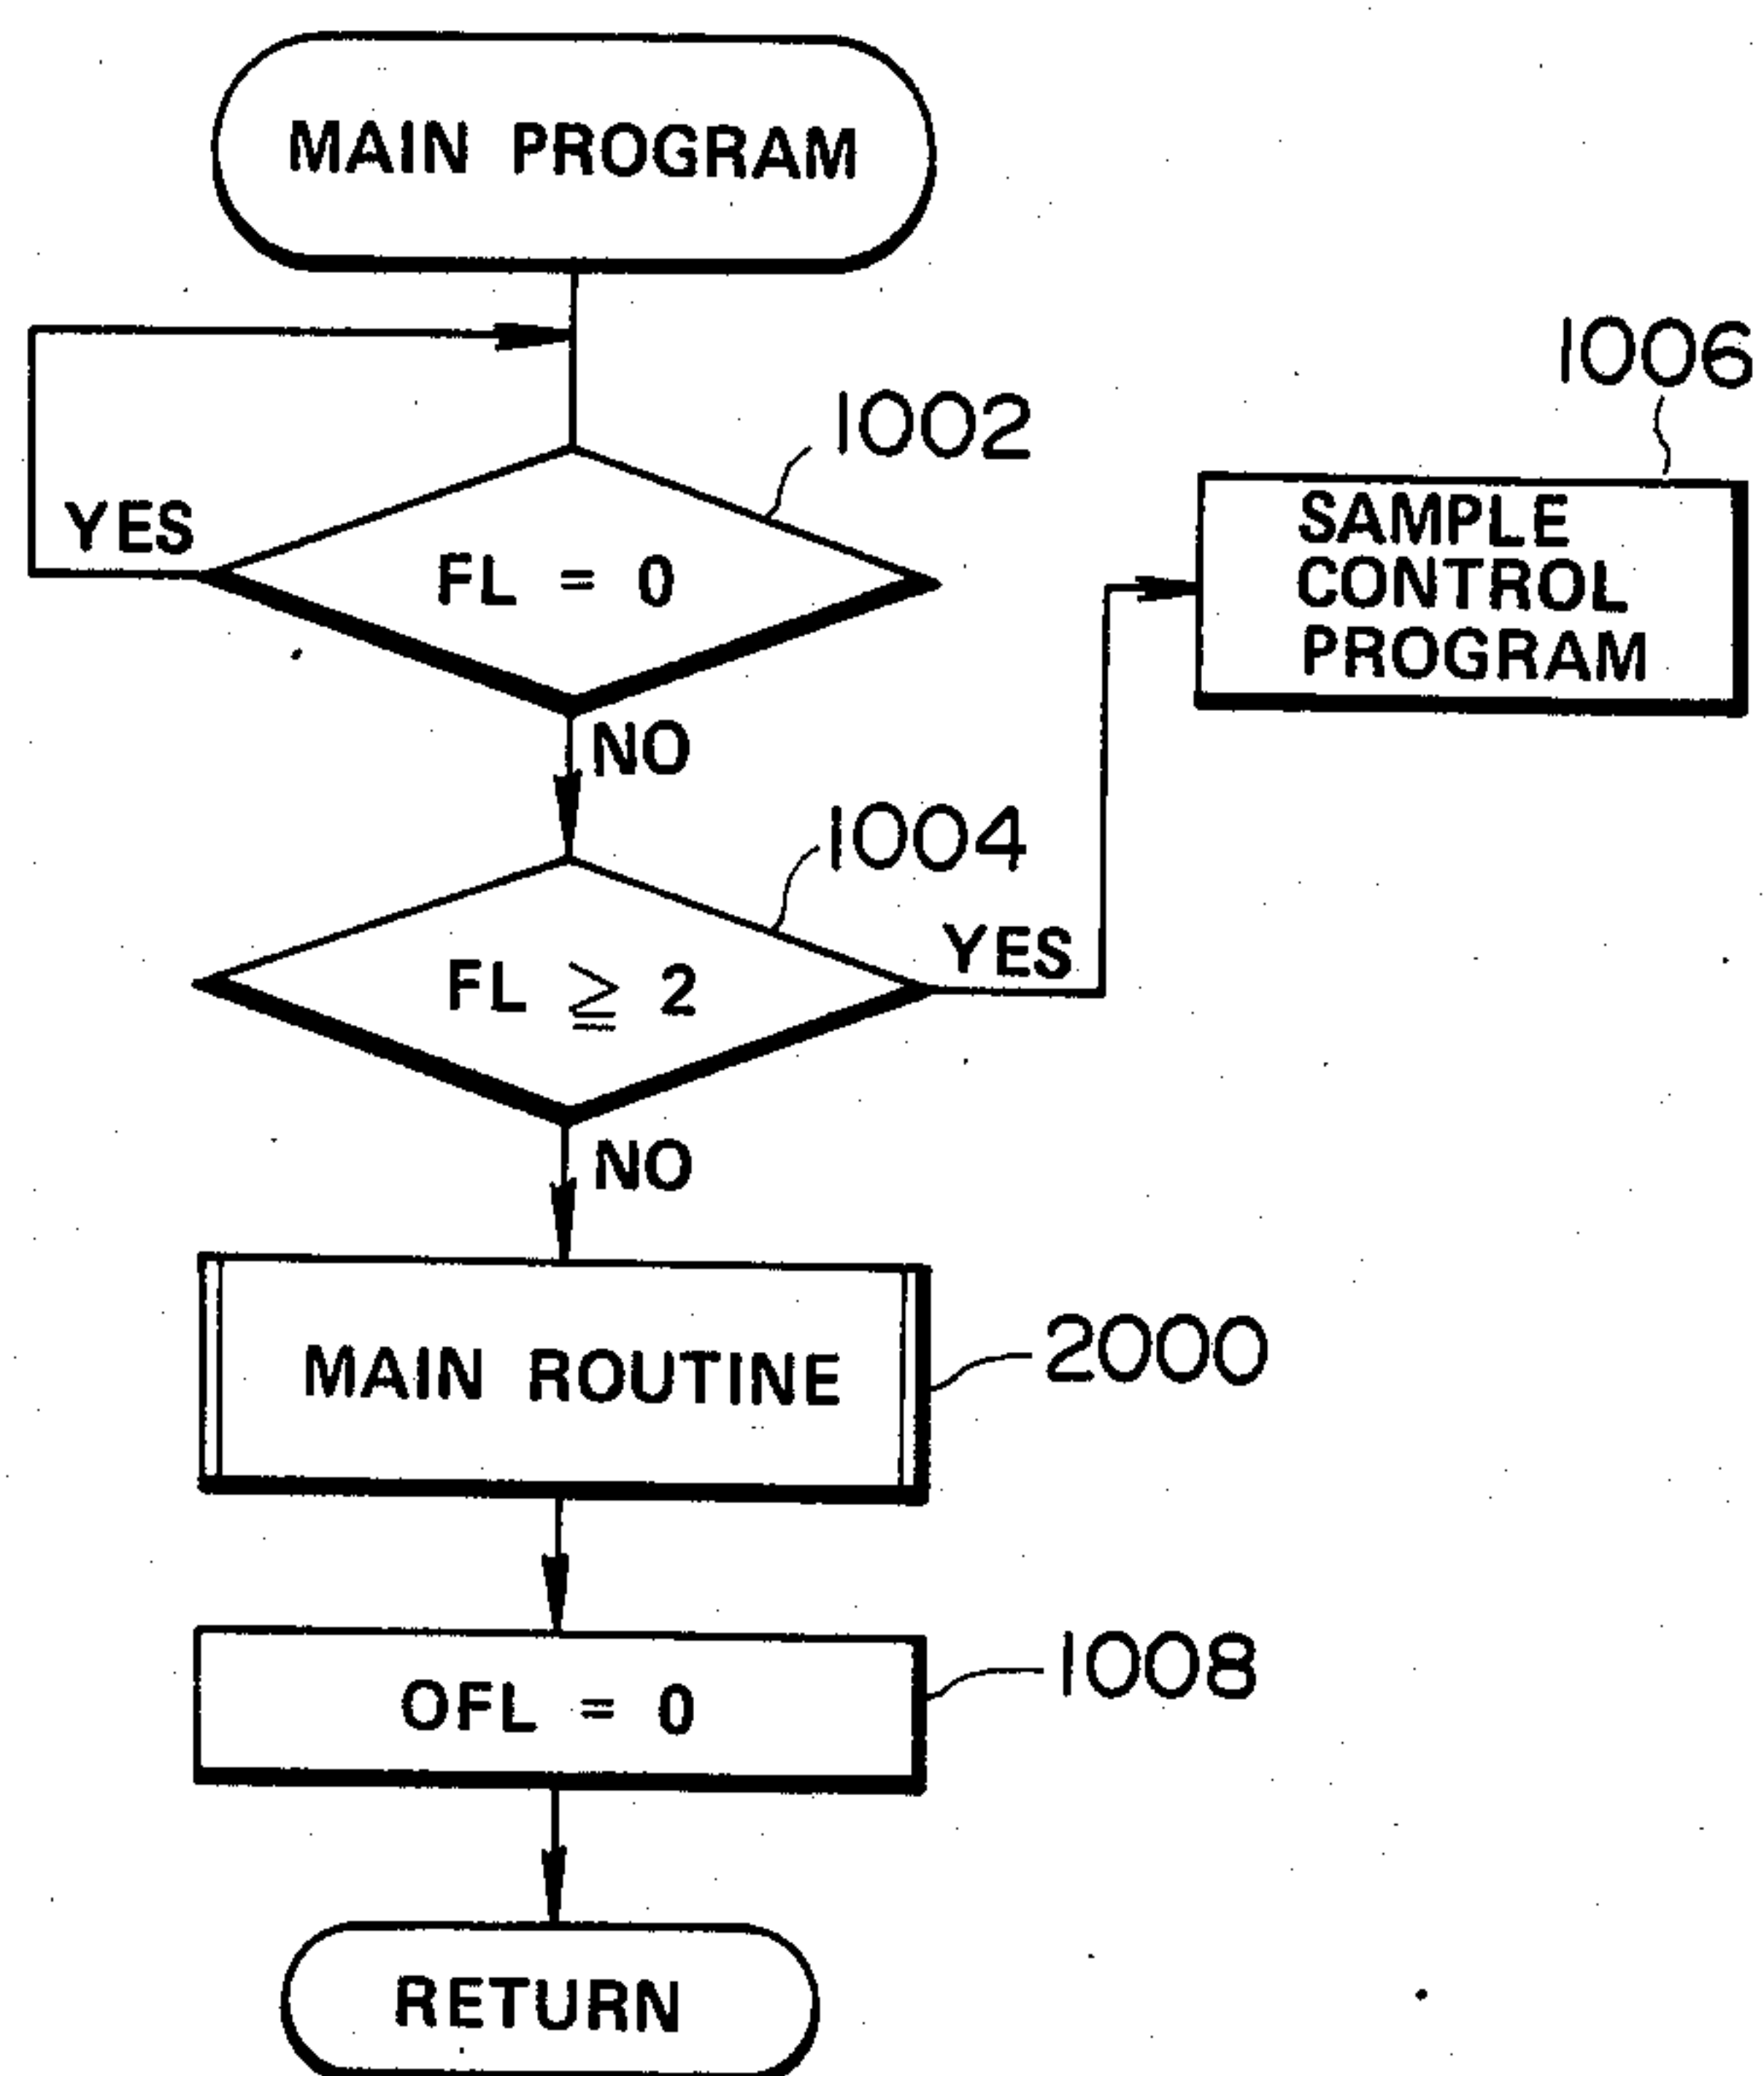 MAIN PROGRAM
1006
1002
SAMPLE
CONTROL
PROGRAM
YES
FL = 0
NO
1004
YES
FL ≧ 2
NO
MAIN ROUTINE
2000
OFL = 0
1008
RETURN